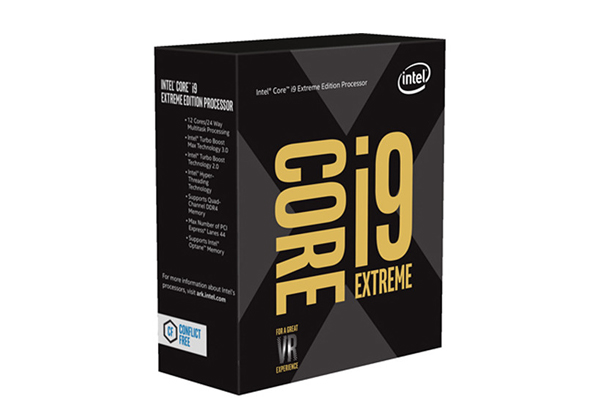 INTEL® CORE™ i9
EXTREME EDITION PROCESSOR
• 12 Cores/24 Way
Multitask Processing
• Intel® Turbo Boost
Max Technology 3.0
• Intel® Turbo Boost
Technology 2.0
• Intel® Hyper-
Threading
Technology
• Supports Quad-
Channel DDR4
Memory
• Max Number of PCI
Express® Lanes 44
• Supports Intel®
Optane™ Memory
For more information about Intel's
processors, visit ark.intel.com
CF
CONFLICT
FREE
Intel® Core™ i9 Extreme Edition Processor
intel
CORE
i9
EXTREME
FOR A GREAT
VR
EXPERIENCE